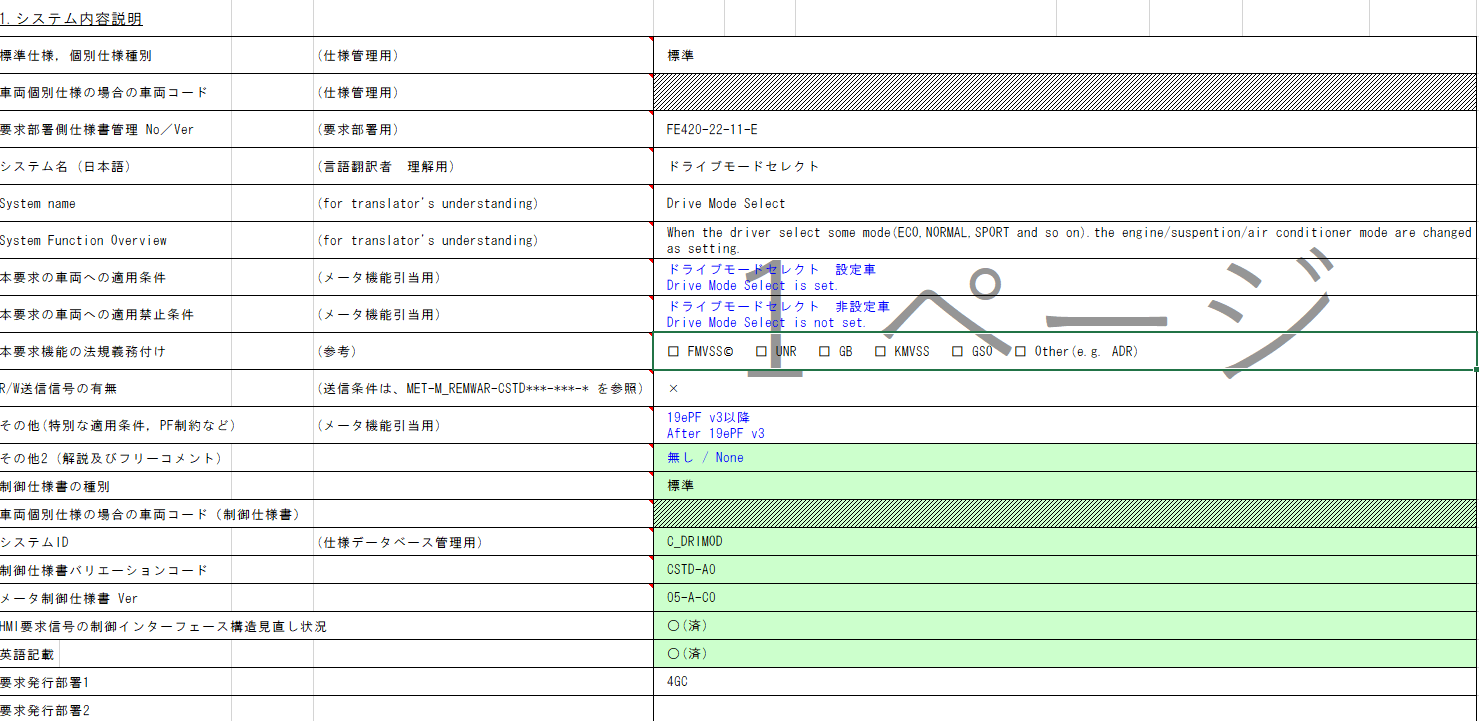 1.システム内容説明
標準仕様，個別仕様種別 (仕様管理用) 標準
車両個別仕様の場合の車両コード (仕様管理用)
要求部署側仕様書管理 No／Ver (要求部署用) FE420-22-11-E
システム名（日本語） (言語翻訳者　理解用) ドライブモードセレクト
System name (for translator's understanding) Drive Mode Select
System Function Overview (for translator's understanding) When the driver select some mode(ECO,NORMAL,SPORT and so on).the engine/suspention/air conditioner mode are changed
as setting.
本要求の車両への適用条件 (メータ機能引当用) ドライブモードセレクト　設定車
Drive Mode Select is set.
本要求の車両への適用禁止条件 (メータ機能引当用) ドライブモードセレクト　非設定車
Drive Mode Select is not set.
本要求機能の法規義務付け (参考) □ FMVSS© □ UNR □ GB □ KMVSS □ GSO □ Other(e.g. ADR)
1 ページ
R/W送信信号の有無 (送信条件は、MET-M_REMWAR-CSTD***-***-* を参照) ×
その他(特別な適用条件，PF制約など) (メータ機能引当用) 19ePF v3以降
After 19ePF v3
その他2（解説及びフリーコメント） 無し / None
制御仕様書の種別 標準
車両個別仕様の場合の車両コード（制御仕様書）
システムID (仕様データベース管理用) C_DRIMOD
制御仕様書バリエーションコード CSTD-A0
メータ制御仕様書 Ver 05-A-C0
HMI要求信号の制御インターフェース構造見直し状況 ○(済)
英語記載 ○(済)
要求発行部署1 4GC
要求発行部署2